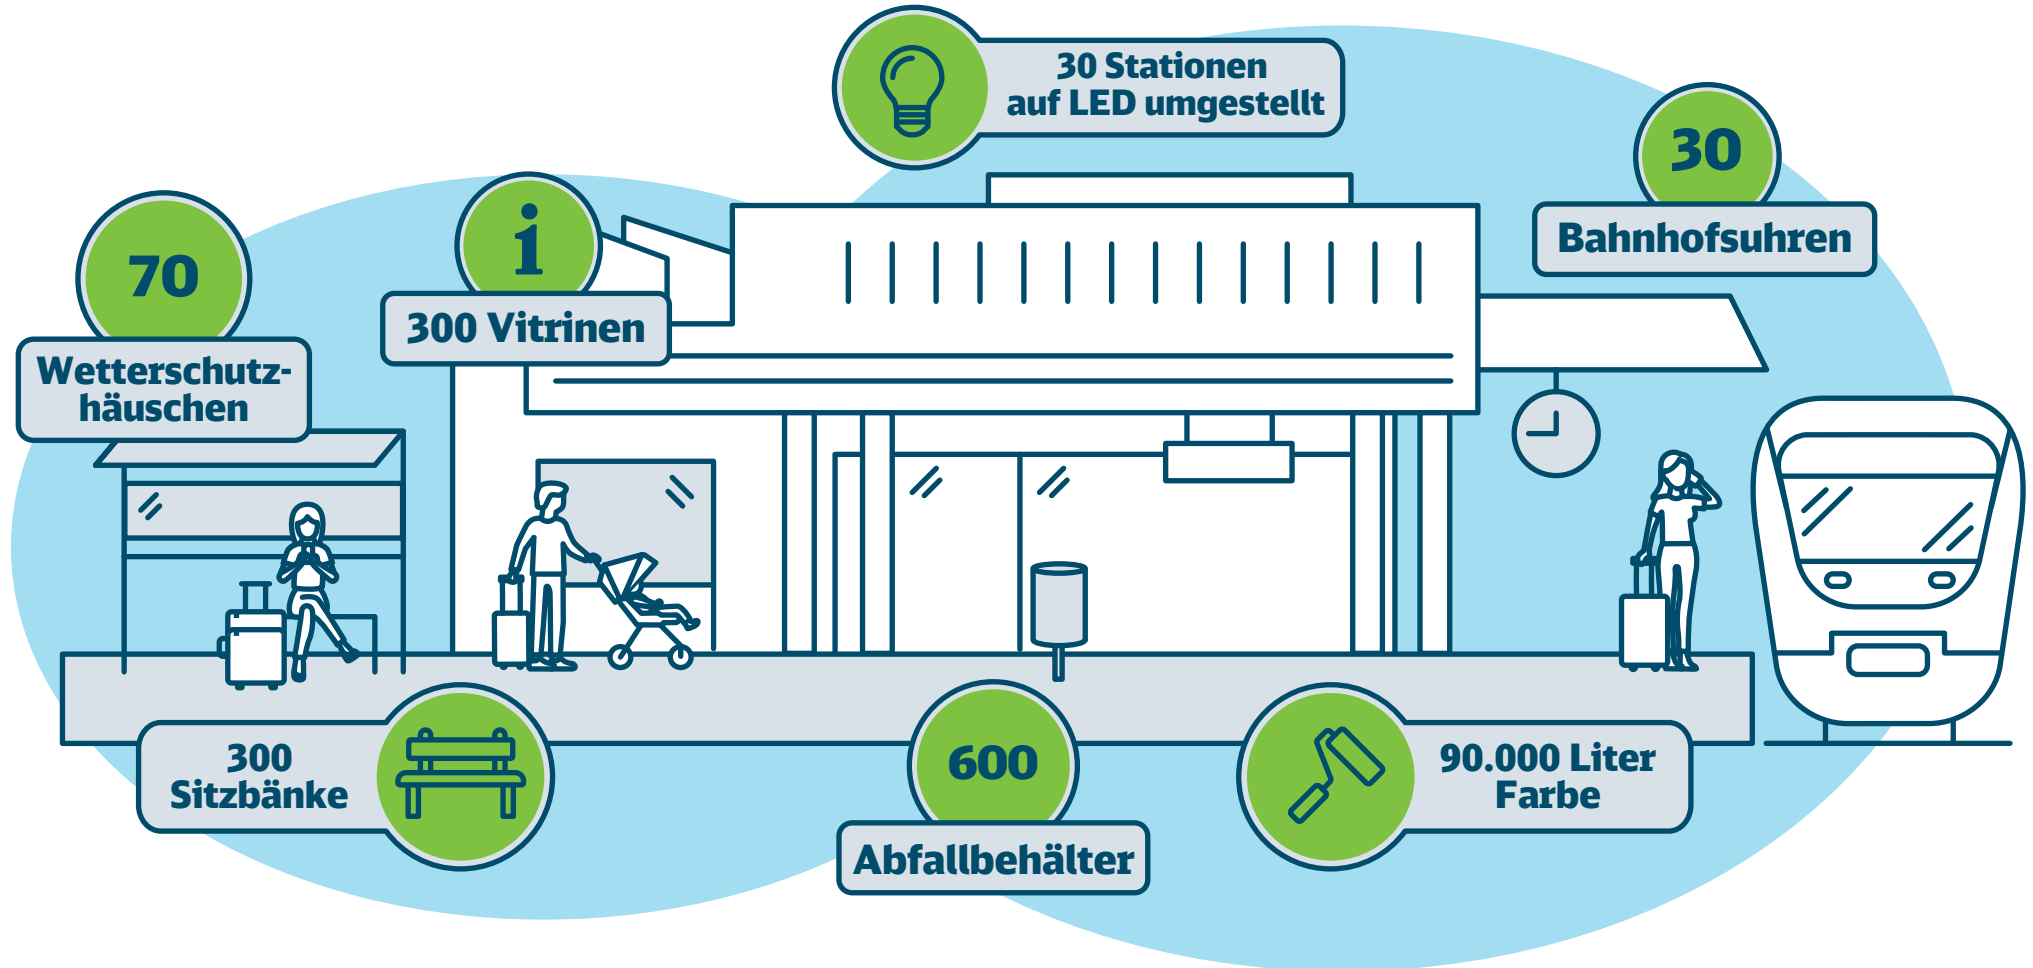 30 Stationen
auf LED umgestellt
30
Bahnhofsuhren
70
Wetterschutz-
häuschen
i
300 Vitrinen
300
Sitzbänke
600
Abfallbehälter
90.000 Liter
Farbe